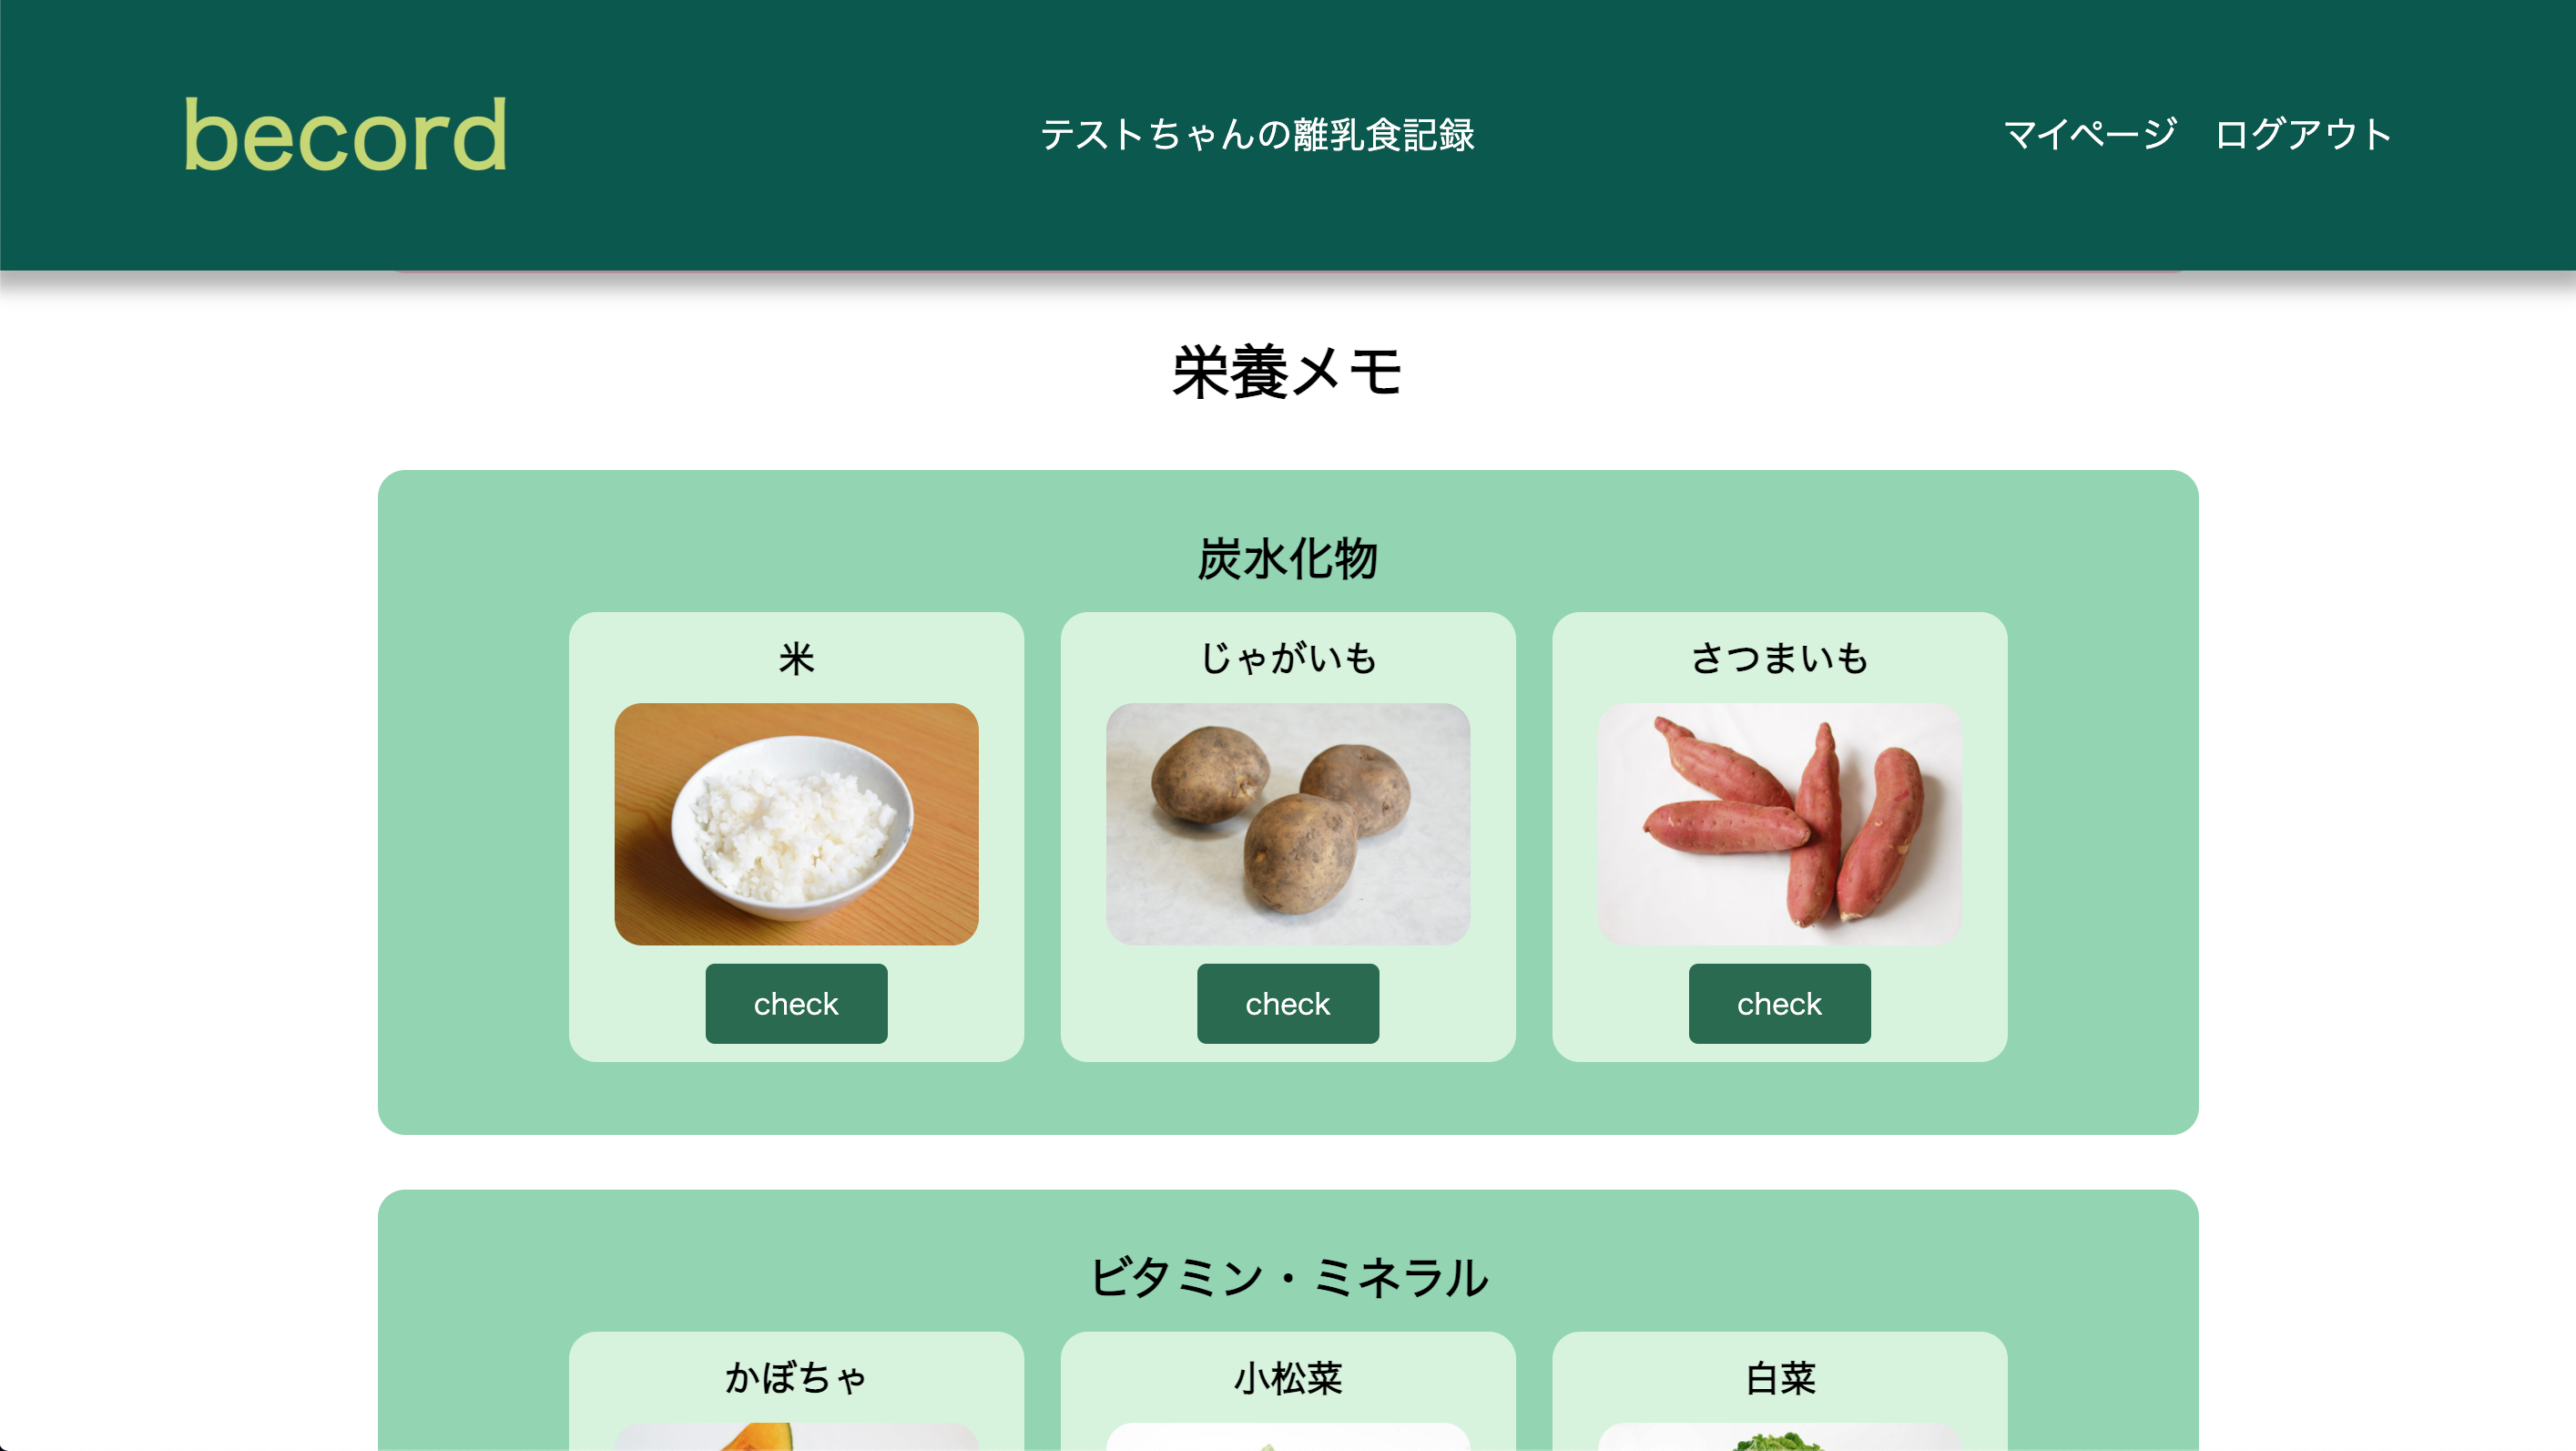 becord
テストちゃんの離乳食記録
マイページ ログアウト
栄養メモ
炭水化物
米
じゃがいも
さつまいも
check
check
check
ビタミン・ミネラル
かぼちゃ
小松菜
白菜